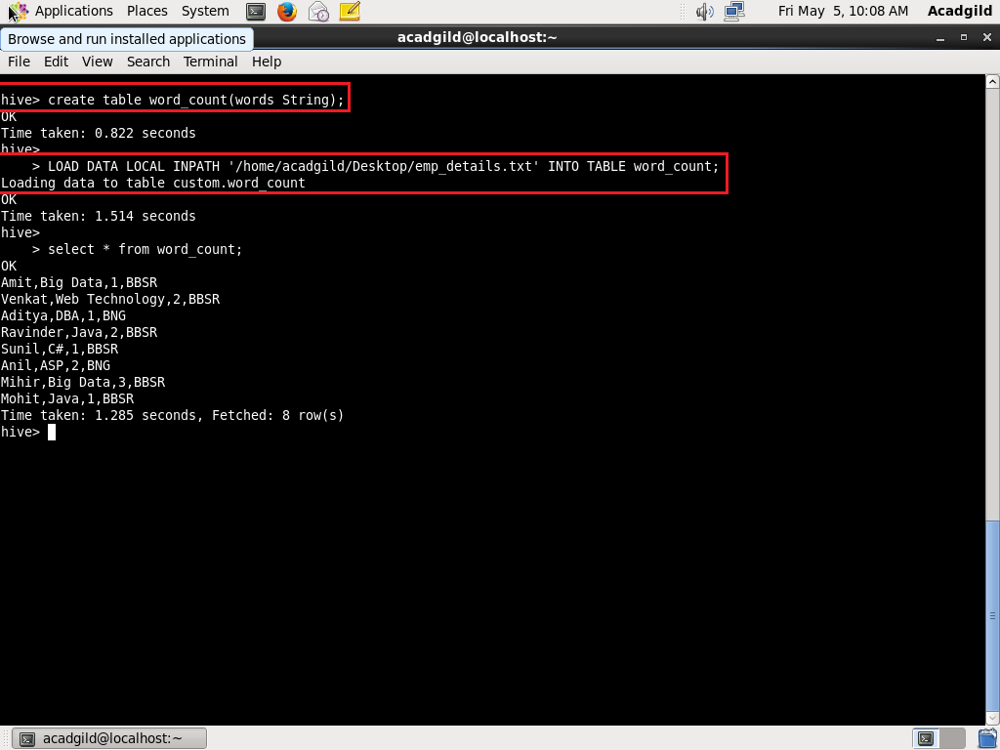 Applications Places System Fri May 5, 10:08 AM Acadgild
Browse and run installed applications
acadgild@localhost:~
File Edit View Search Terminal Help
hive> create table word_count(words String);
OK
Time taken: 0.822 seconds
hive>
    > LOAD DATA LOCAL INPATH '/home/acadgild/Desktop/emp_details.txt' INTO TABLE word_count;
Loading data to table custom.word_count
OK
Time taken: 1.514 seconds
hive>
    > select * from word_count;
OK
Amit,Big Data,1,BBSR
Venkat,Web Technology,2,BBSR
Aditya,DBA,1,BNG
Ravinder,Java,2,BBSR
Sunil,C#,1,BBSR
Anil,ASP,2,BNG
Mihir,Big Data,3,BBSR
Mohit,Java,1,BBSR
Time taken: 1.285 seconds, Fetched: 8 row(s)
hive>
acadgild@localhost:~